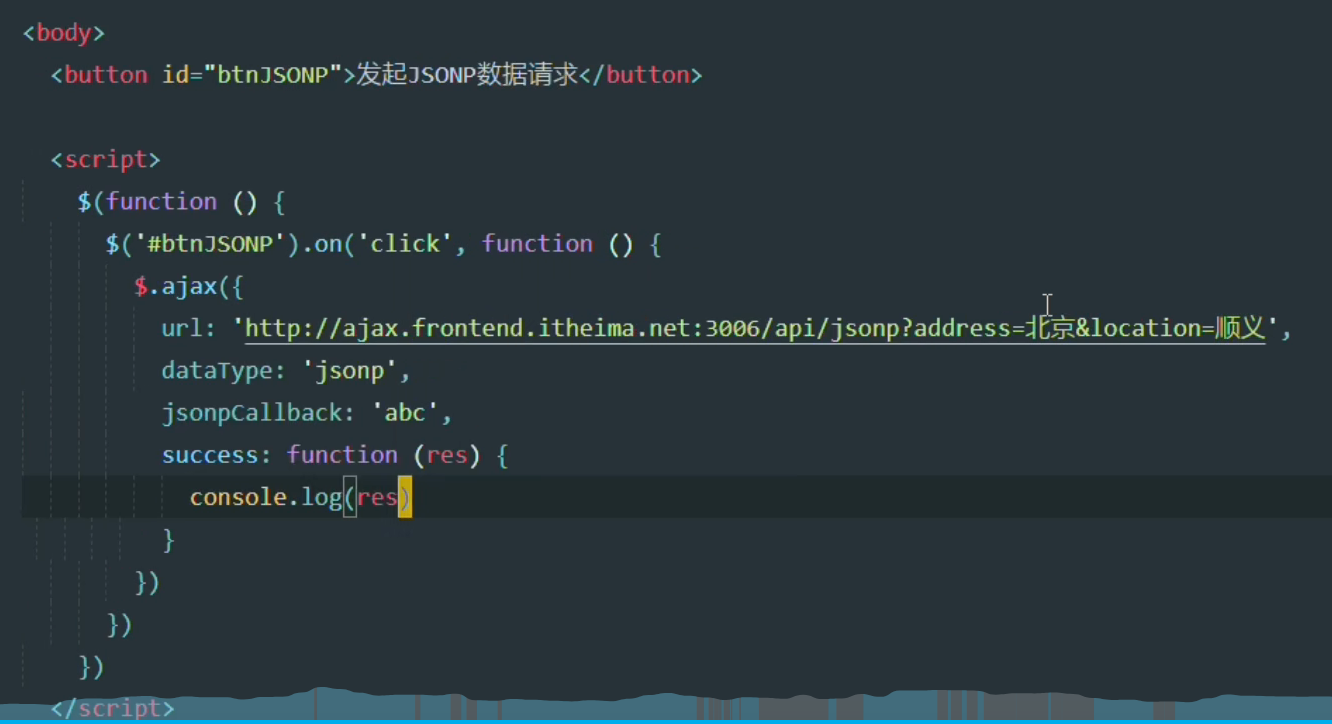 <body>
<button id="btnJSONP">发起JSONP数据请求</button>
<script>
$(function () {
$('#btnJSONP').on('click', function () {
$.ajax({
url: 'http://ajax.frontend.itheima.net:3006/api/jsonp?address=北京&location=顺义',
dataType: 'jsonp',
jsonpCallback: 'abc',
success: function (res) {
console.log(res)
}
})
})
})
</script>